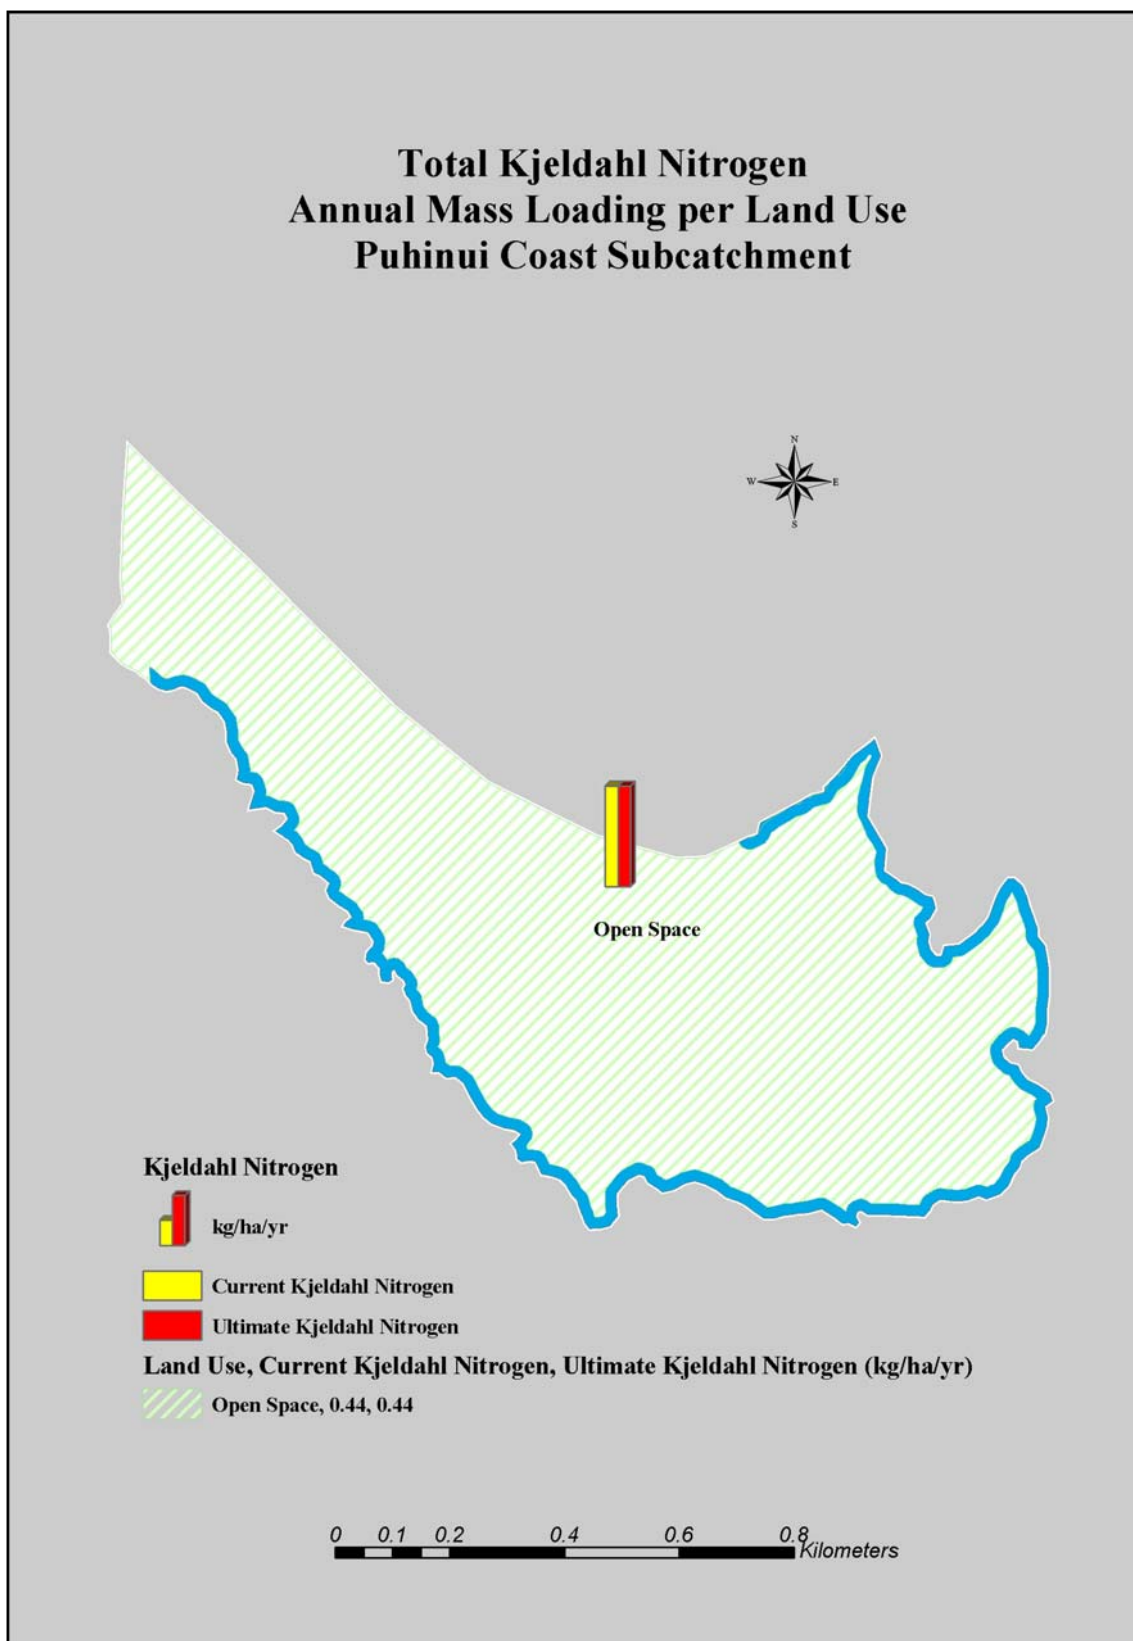 Total Kjeldahl Nitrogen
Annual Mass Loading per Land Use
Puhinui Coast Subcatchment
N
W E
S
Open Space
Kjeldahl Nitrogen
kg/ha/yr
Current Kjeldahl Nitrogen
Ultimate Kjeldahl Nitrogen
Land Use, Current Kjeldahl Nitrogen, Ultimate Kjeldahl Nitrogen (kg/ha/yr)
Open Space, 0.44, 0.44
0 0.1 0.2 0.4 0.6 0.8
Kilometers